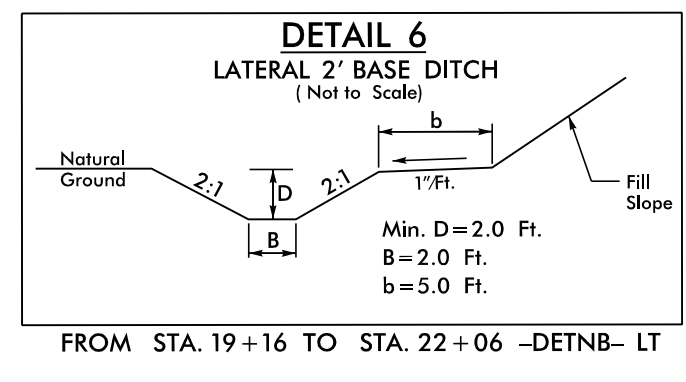 DETAIL 6
LATERAL 2' BASE DITCH
( Not to Scale)
b
Natural
Ground
2:1
D
2:1
1"/Ft.
Fill
Slope
B
Min. D=2.0 Ft.
B=2.0 Ft.
b=5.0 Ft.
FROM STA. 19+16 TO STA. 22+06 -DETNB- LT